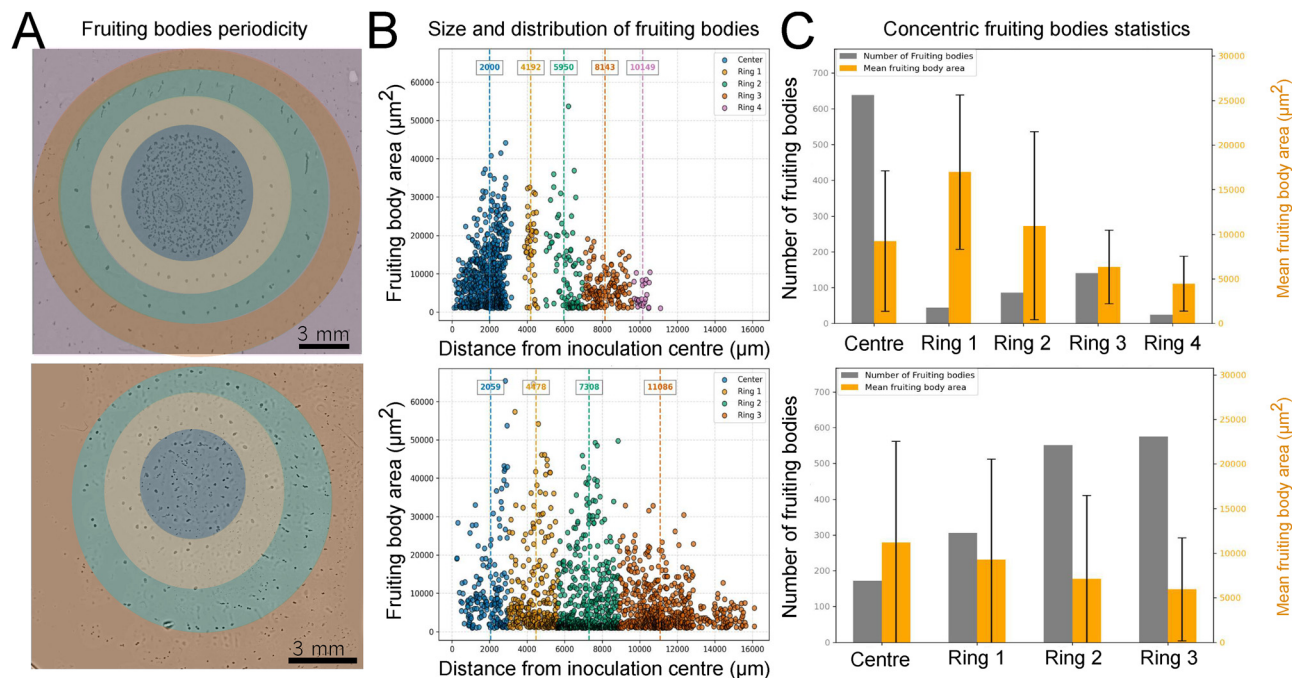 A
Fruiting bodies periodicity
3 mm
3 mm
B
Size and distribution of fruiting bodies
Fruiting body area (µm²)
60000
50000
40000
30000
20000
10000
0
2000
4192
5950
8143
10149
Center
Ring 1
Ring 2
Ring 3
Ring 4
0 2000 4000 6000 8000 10000 12000 14000 16000
Distance from inoculation centre (µm)
Fruiting body area (µm²)
60000
50000
40000
30000
20000
10000
0
2059
4478
7308
11086
Center
Ring 1
Ring 2
Ring 3
0 2000 4000 6000 8000 10000 12000 14000 16000
Distance from inoculation centre (µm)
C
Concentric fruiting bodies statistics
Number of fruiting bodies
700
600
500
400
300
200
100
0
Number of Fruiting bodies
Mean fruiting body area
30000
25000
20000
15000
10000
5000
0
Mean fruiting body area (µm²)
Centre Ring 1 Ring 2 Ring 3 Ring 4
Number of fruiting bodies
700
600
500
400
300
200
100
0
Number of Fruiting bodies
Mean fruiting body area
30000
25000
20000
15000
10000
5000
0
Mean fruiting body area (µm²)
Centre Ring 1 Ring 2 Ring 3